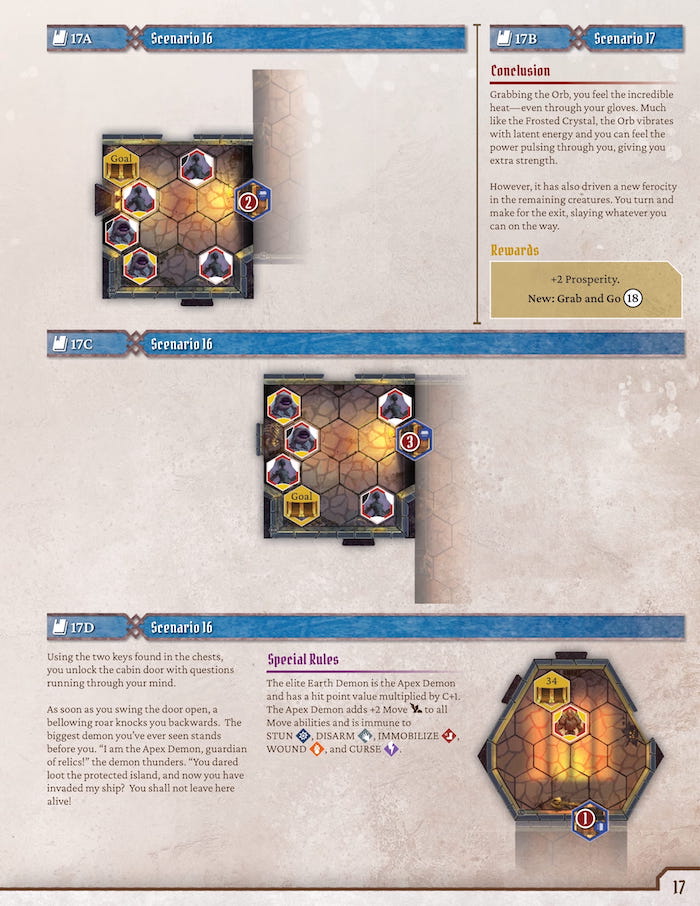 17A
Scenario 16
Goal
2
17B
Scenario 17
Conclusion
Grabbing the Orb, you feel the incredible
heat—even through your gloves. Much
like the Frosted Crystal, the Orb vibrates
with latent energy and you can feel the
power pulsing through you, giving you
extra strength.
However, it has also driven a new ferocity
in the remaining creatures. You turn and
make for the exit, slaying whatever you
can on the way.
Rewards
+2 Prosperity.
New: Grab and Go 18
17C
Scenario 16
3
Goal
17D
Scenario 16
Using the two keys found in the chests,
you unlock the cabin door with questions
running through your mind.
As soon as you swing the door open, a
bellowing roar knocks you backwards. The
biggest demon you've ever seen stands
before you. "I am the Apex Demon, guardian
of relics!" the demon thunders. "You dared
loot the protected island, and now you have
invaded my ship? You shall not leave here
alive!
Special Rules
The elite Earth Demon is the Apex Demon
and has a hit point value multiplied by C+1.
The Apex Demon adds +2 Move to all
Move abilities and is immune to
STUN, DISARM, IMMOBILIZE,
WOUND, and CURSE.
34
1
17